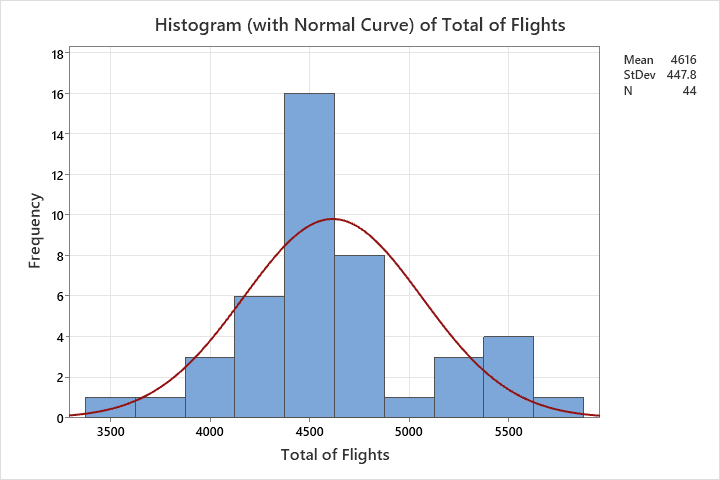 Histogram (with Normal Curve) of Total of Flights
Mean 4616
StDev 447.8
N 44
Frequency
18
16
14
12
10
8
6
4
2
0
3500 4000 4500 5000 5500
Total of Flights